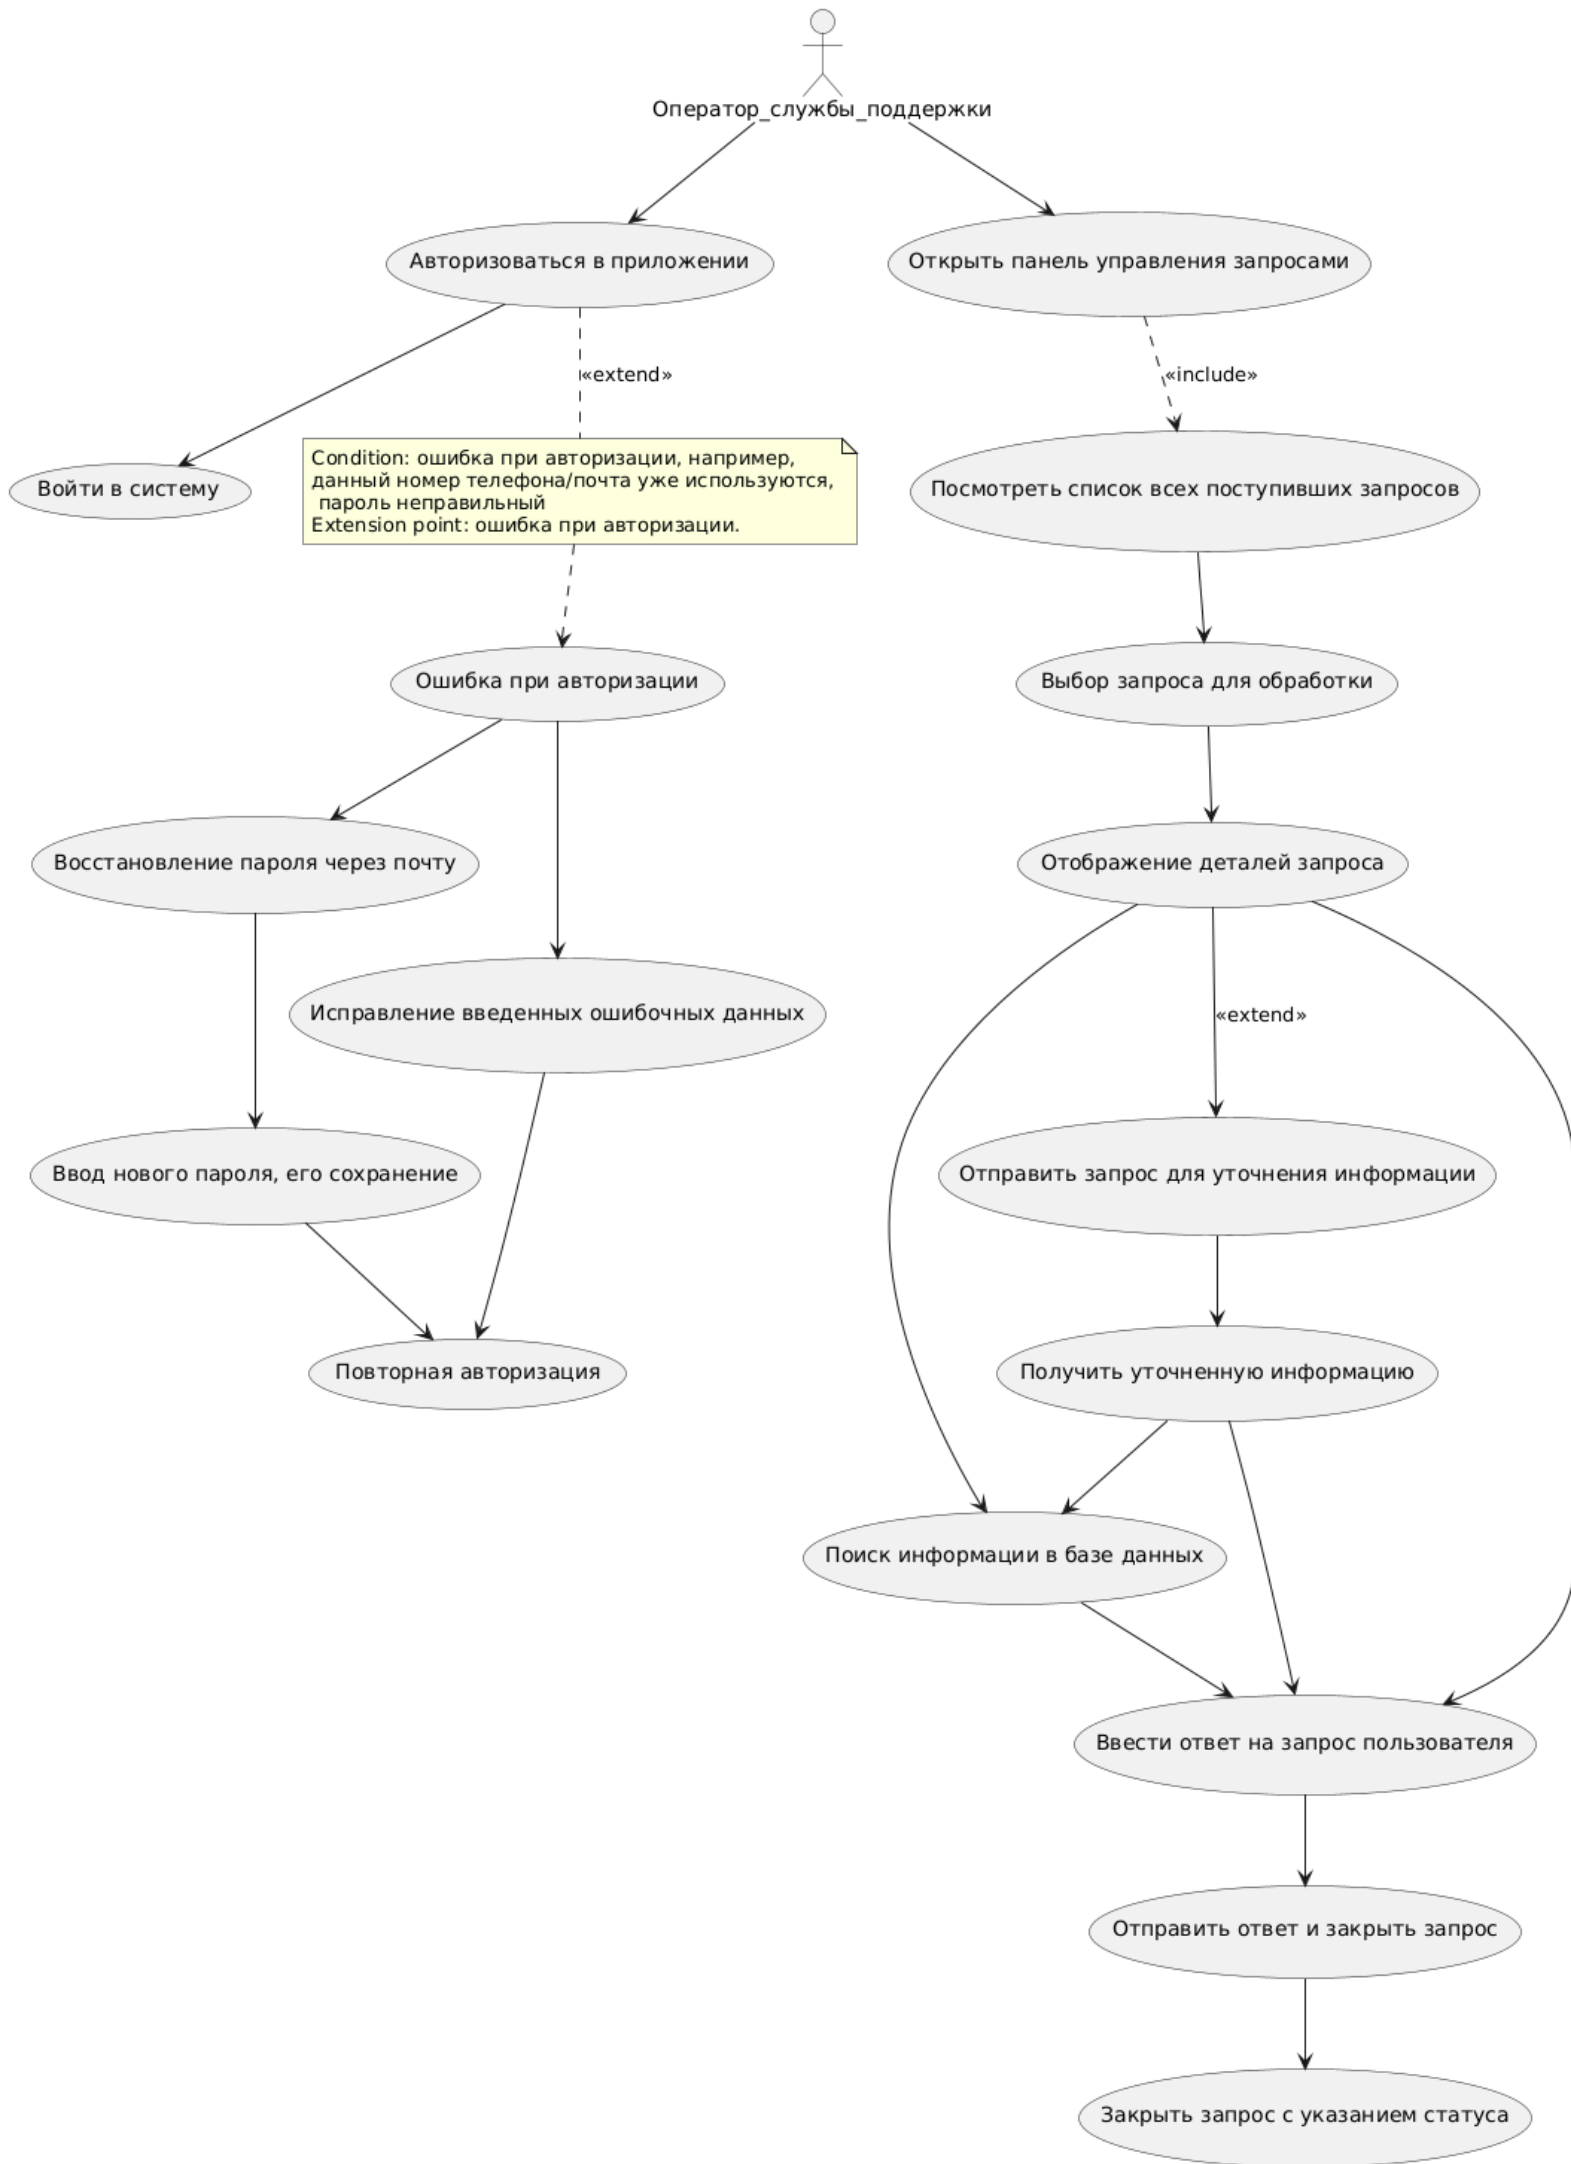 Оператор_службы_поддержки
Авторизоваться в приложении
Открыть панель управления запросами
«extend»
«include»
Войти в систему
Condition: ошибка при авторизации, например,
данный номер телефона/почта уже используются,
пароль неправильный
Extension point: ошибка при авторизации.
Посмотреть список всех поступивших запросов
Ошибка при авторизации
Выбор запроса для обработки
Восстановление пароля через почту
Отображение деталей запроса
Исправление введенных ошибочных данных
«extend»
Ввод нового пароля, его сохранение
Отправить запрос для уточнения информации
Повторная авторизация
Получить уточненную информацию
Поиск информации в базе данных
Ввести ответ на запрос пользователя
Отправить ответ и закрыть запрос
Закрыть запрос с указанием статуса